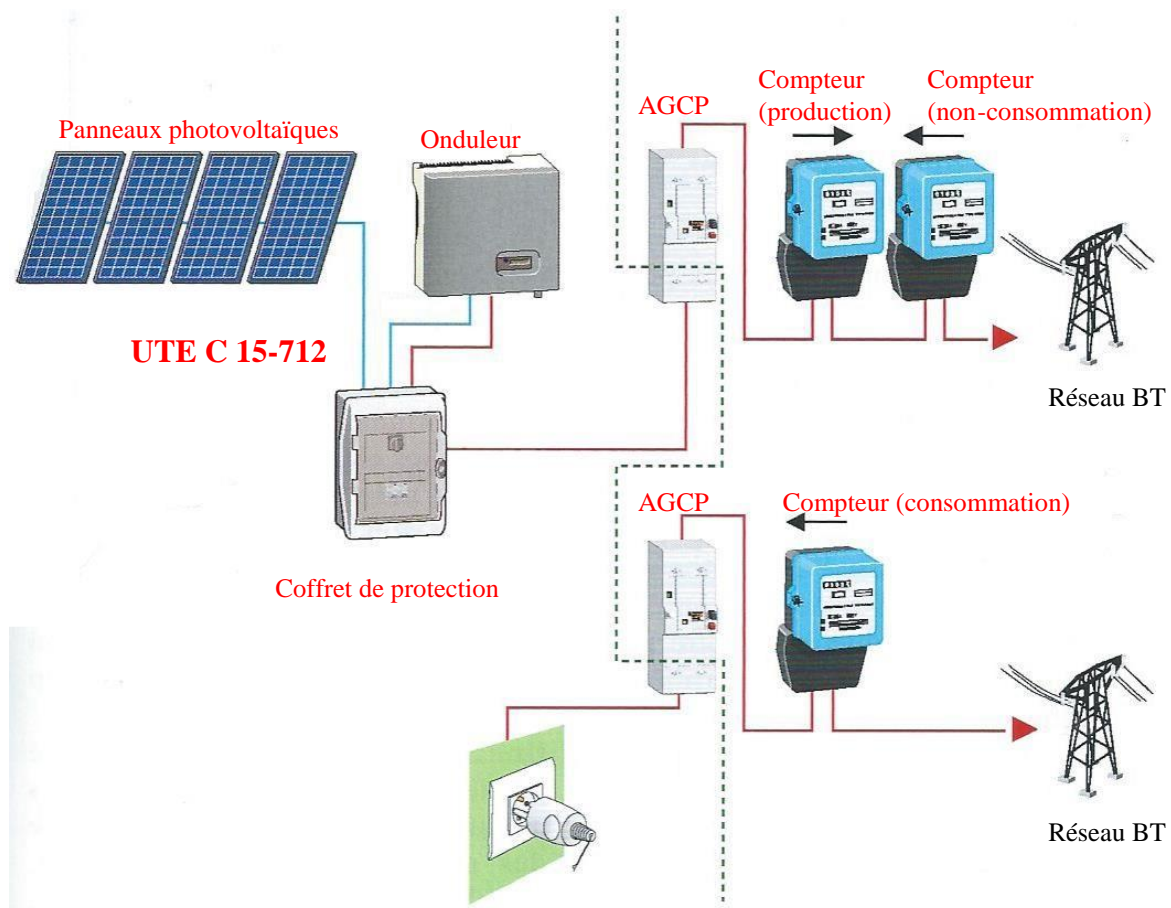 Compteur
(production)
Compteur
(non-consommation)
AGCP
Panneaux photovoltaïques
Onduleur
UTE C 15-712
Réseau BT
AGCP
Compteur (consommation)
Coffret de protection
Réseau BT